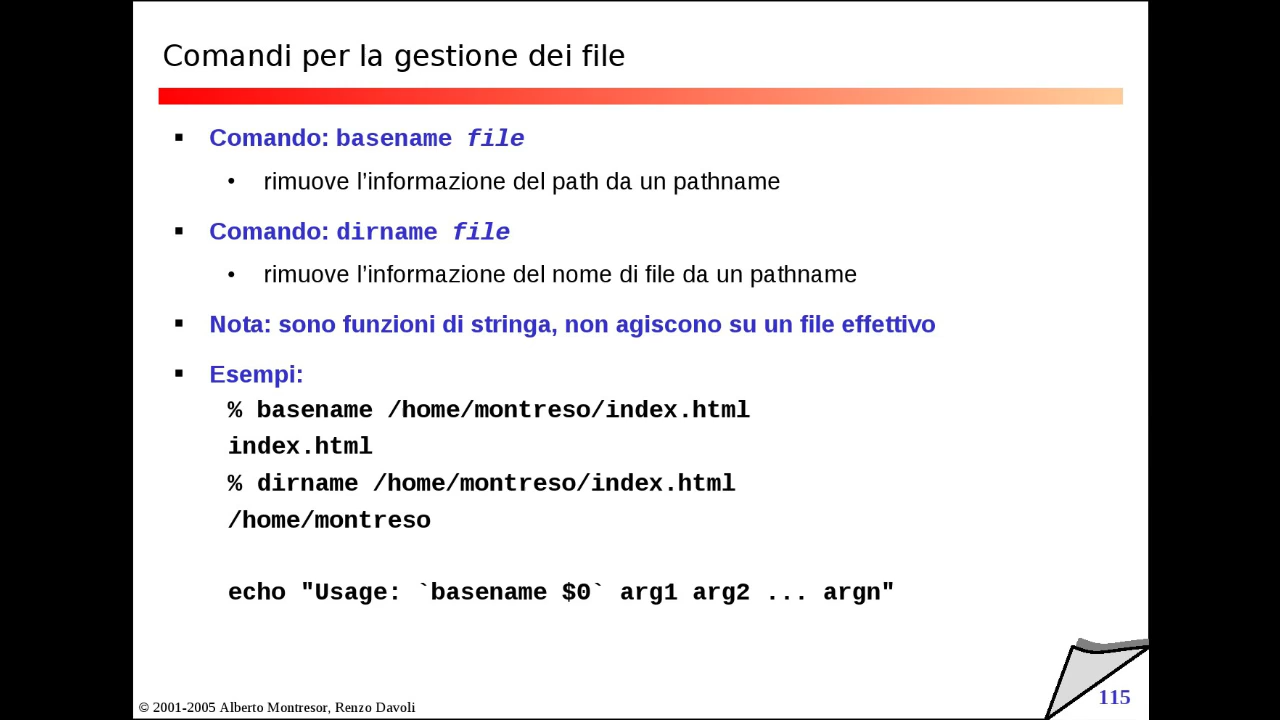 Comandi per la gestione dei file
Comando: basename file
rimuove l'informazione del path da un pathname
Comando: dirname file
rimuove l'informazione del nome di file da un pathname
Nota: sono funzioni di stringa, non agiscono su un file effettivo
Esempi:
% basename /home/montreso/index.html
index.html
% dirname /home/montreso/index.html
/home/montreso
echo "Usage: `basename $0` arg1 arg2 ... argn"
© 2001-2005 Alberto Montresor, Renzo Davoli
115